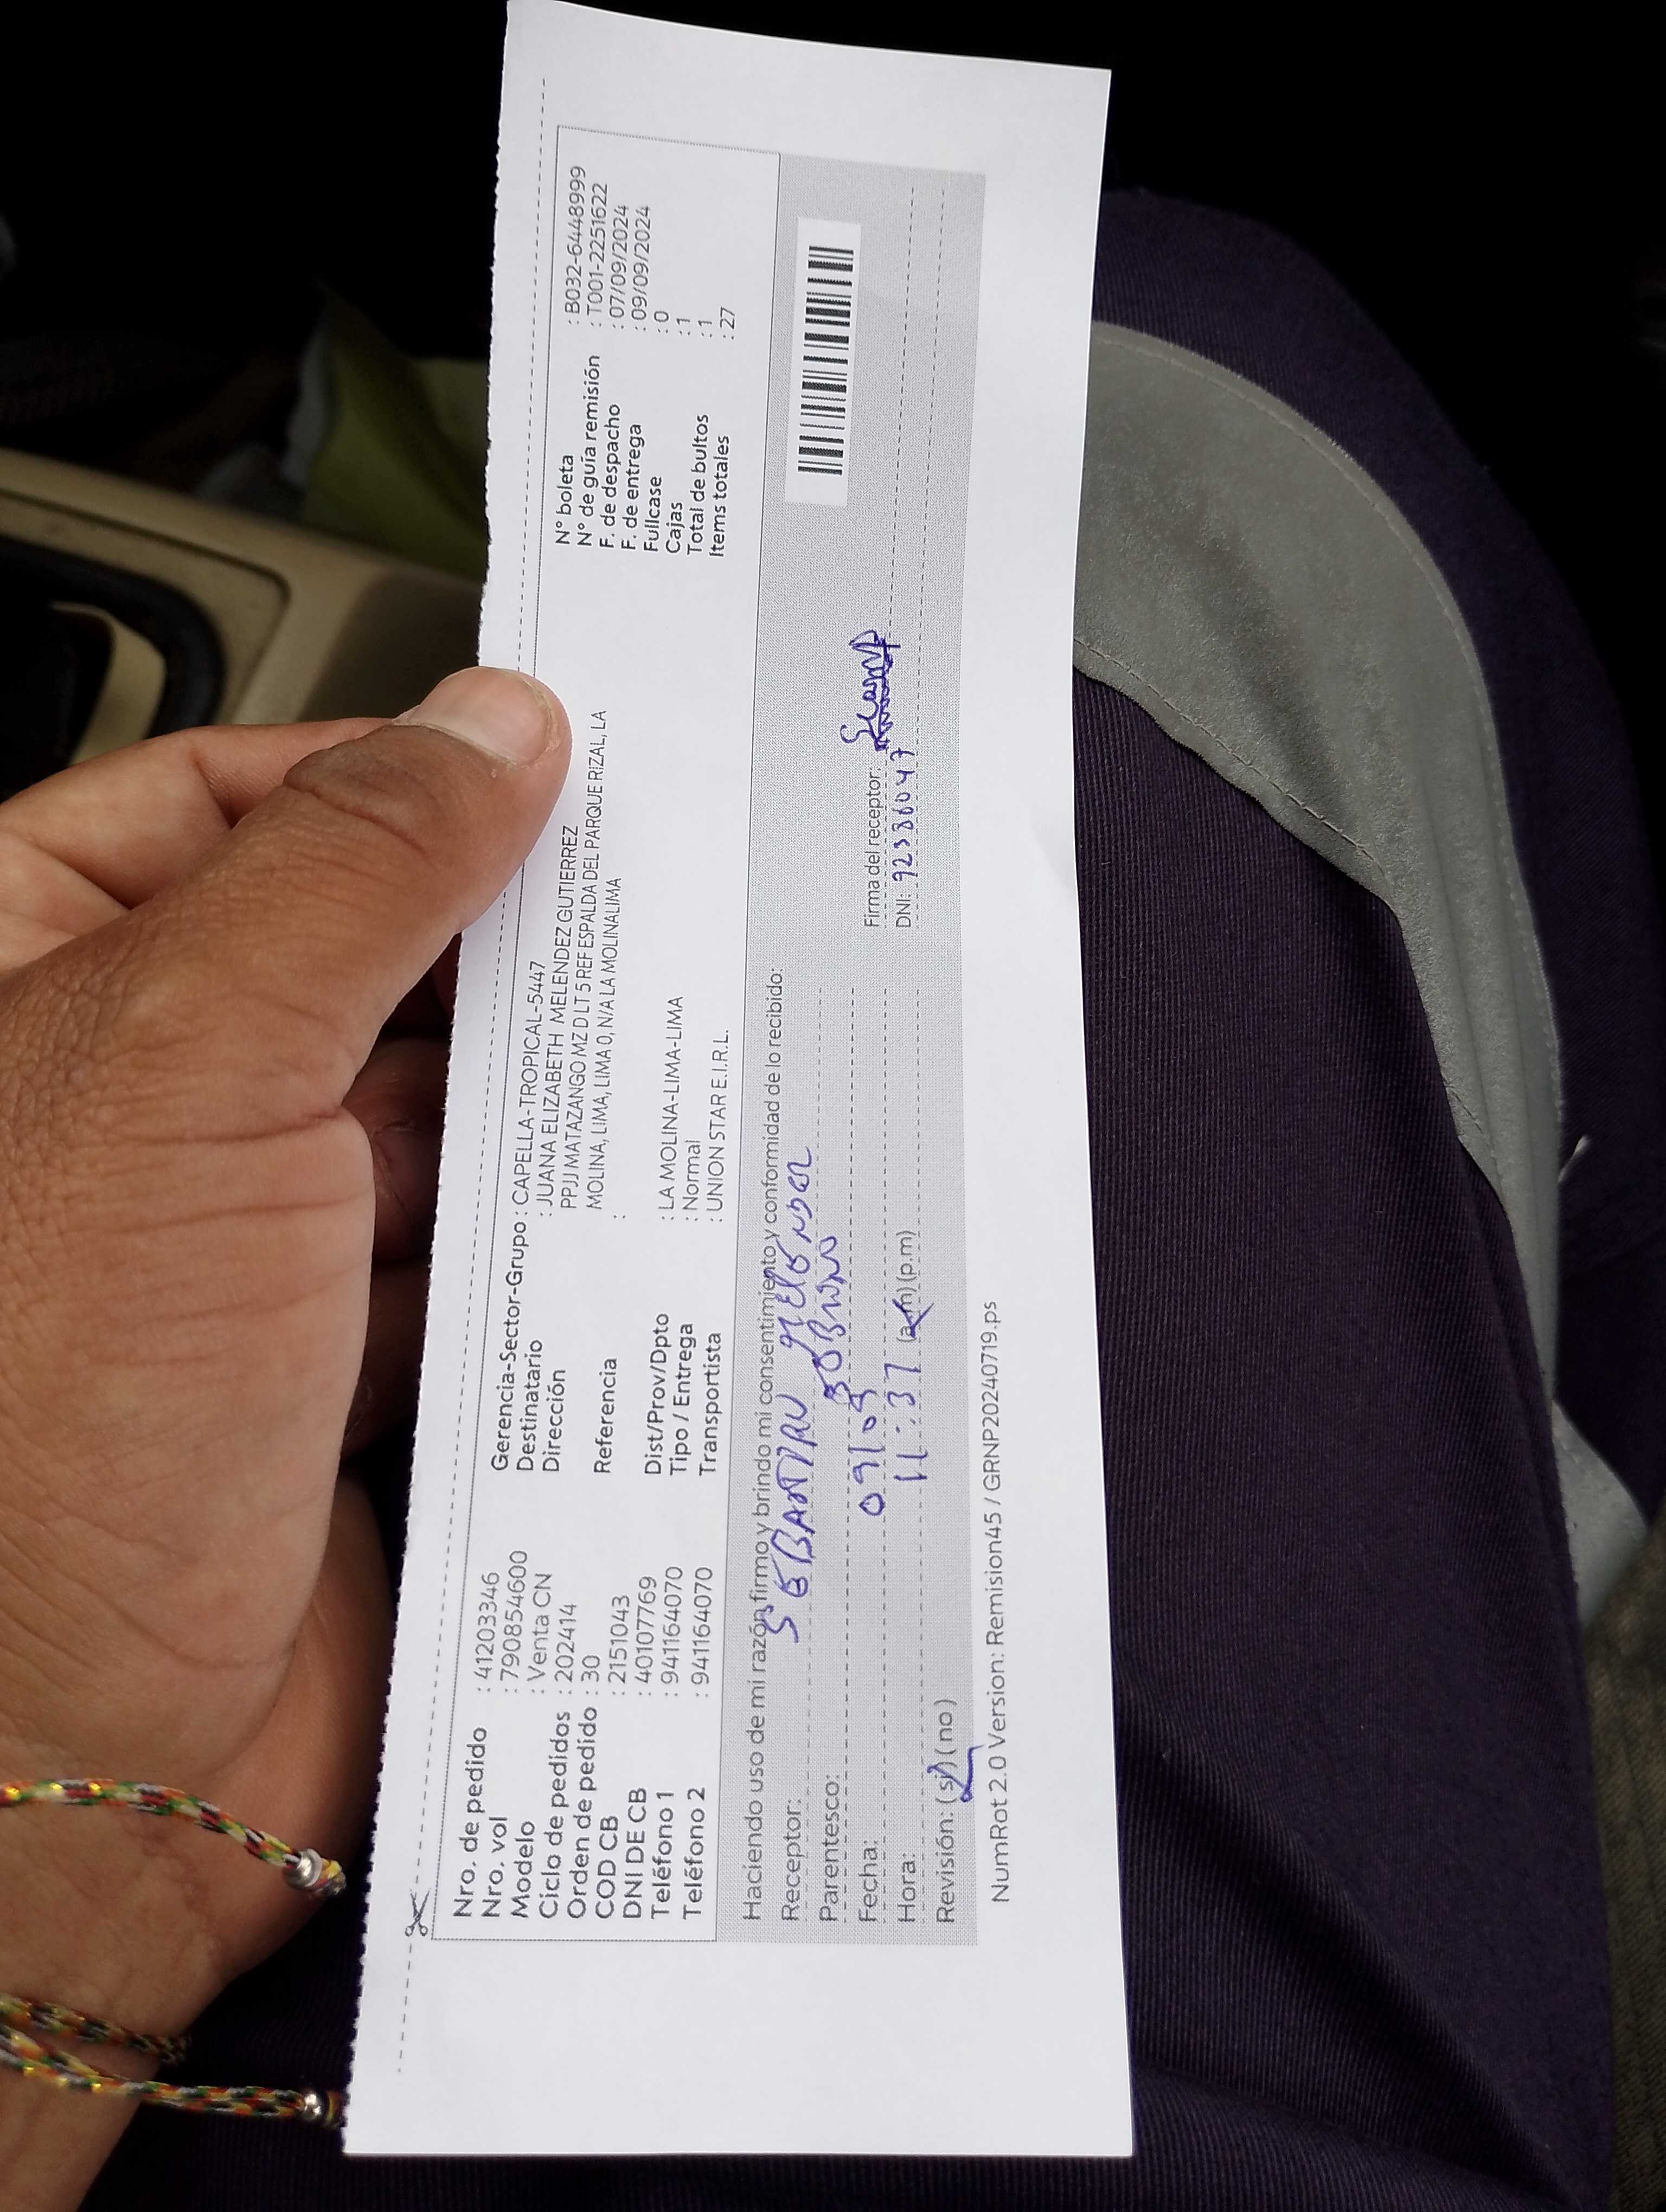 Nro. de pedido : 41203346
Nro. vol : 790854600
Modelo : Venta CN
Ciclo de pedidos : 202414
Orden de pedido : 30
COD CB : 2151043
DNI DE CB : 40107769
Teléfono 1 : 941164070
Teléfono 2 : 941164070
Gerencia-Sector-Grupo : CAPELLA-TROPICAL-5447
Destinatario : JUANA ELIZABETH MELENDEZ GUTIERREZ
Dirección PPJJ MATAZANGO MZ D LT 5 REF ESPALDA DEL PARQUE RIZAL, LA
MOLINA, LIMA, LIMA 0, N/A LA MOLINALIMA
Referencia :
Dist/Prov/Dpto : LA MOLINA-LIMA-LIMA
Tipo / Entrega : Normal
Transportista : UNION STAR E.I.R.L.
N° boleta : B032-6448999
N° de guía remisión : T001-2251622
F. de despacho : 07/09/2024
F. de entrega : 09/09/2024
Fullcase : 0
Cajas : 1
Total de bultos : 1
Items totales : 27
Haciendo uso de mi razón firmo y brindo mi consentimiento y conformidad de lo recibido:
Receptor:
Parentesco: SOBRINO
Fecha: 09/09
Hora: 11:37 (a.m) (p.m)
Revisión: (si) (no)
Firma del receptor:
DNI:
NumRot 2.0 Version: Remision45 / GRNP20240719.ps